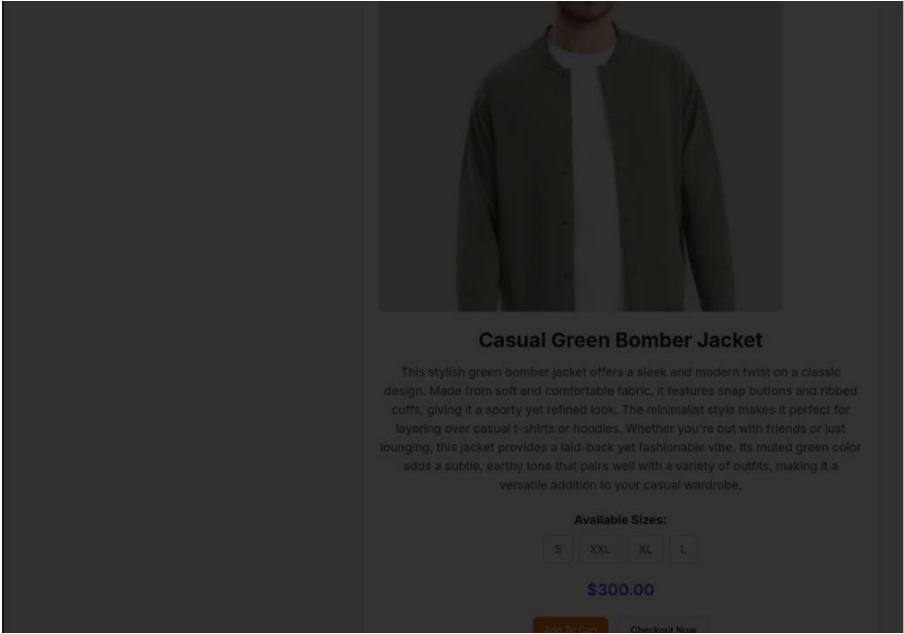 Casual Green Bomber Jacket
This stylish green bomber jacket offers a sleek and modern twist on a classic
design. Made from soft and comfortable fabric, it features snap buttons and ribbed
cuffs, giving it a sporty yet refined look. The minimalist style makes it perfect for
layering over casual t-shirts or hoodies. Whether you're out with friends or just
lounging, this jacket provides a laid-back yet fashionable vibe. Its muted green color
adds a subtle, earthy tone that pairs well with a variety of outfits, making it a
versatile addition to your casual wardrobe.
Available Sizes:
S XXL XL L
$300.00
Add To Cart Checkout Now